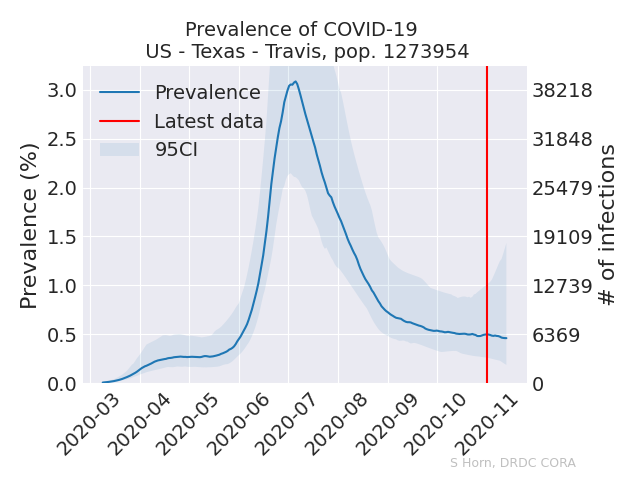 Prevalence of COVID-19
US - Texas - Travis, pop. 1273954
Prevalence
Latest data
95CI
Prevalence (%)
3.0
2.5
2.0
1.5
1.0
0.5
0.0
38218
31848
25479
19109
12739
6369
0
# of infections
2020-03
2020-04
2020-05
2020-06
2020-07
2020-08
2020-09
2020-10
2020-11
S Horn, DRDC CORA